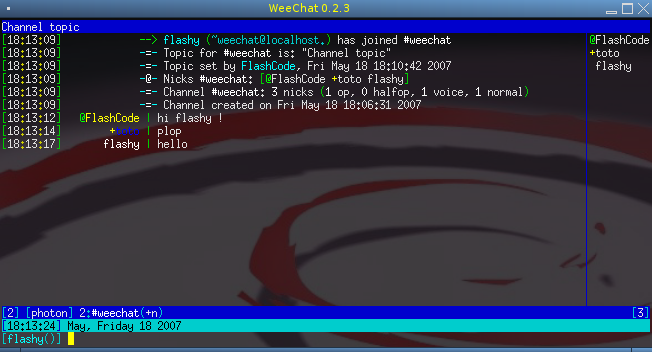 WeeChat 0.2.3
Channel topic
[18:13:09] --> flashy (~weechat@localhost.) has joined #weechat
[18:13:09] -=- Topic for #weechat is: "Channel topic"
[18:13:09] -=- Topic set by FlashCode, Fri May 18 18:10:42 2007
[18:13:09] -@- Nicks #weechat: [@FlashCode +toto flashy]
[18:13:09] -=- Channel #weechat: 3 nicks (1 op, 0 halfop, 1 voice, 1 normal)
[18:13:09] -=- Channel created on Fri May 18 18:06:31 2007
[18:13:12] @FlashCode | hi flashy !
[18:13:14] +toto | plop
[18:13:17] flashy | hello
@FlashCode
+toto
flashy
[2] [photon] 2:#weechat(+n) [3]
[18:13:24] May, Friday 18 2007
[flashy()]